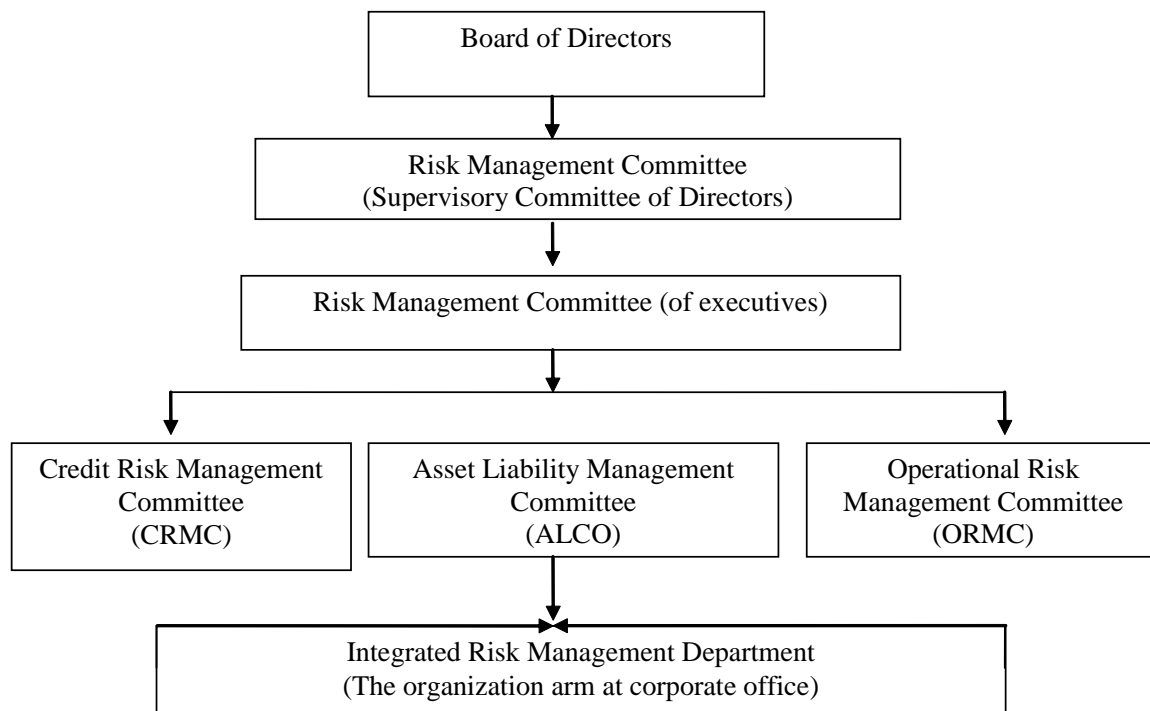 Board of Directors
Risk Management Committee
(Supervisory Committee of Directors)
Risk Management Committee (of executives)
Credit Risk Management
Committee
(CRMC)
Asset Liability Management
Committee
(ALCO)
Operational Risk
Management Committee
(ORMC)
Integrated Risk Management Department
(The organization arm at corporate office)